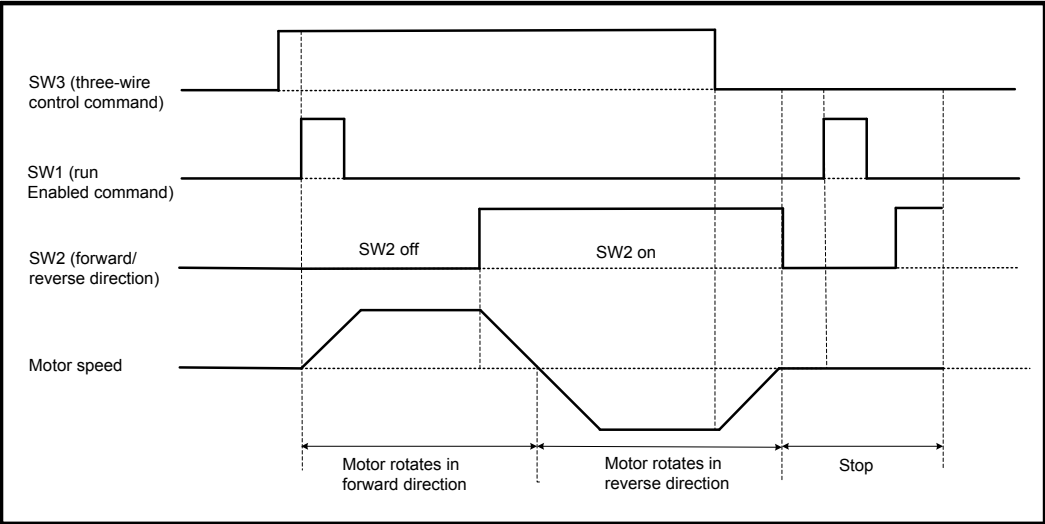 SW3 (three-wire
control command)
SW1 (run
Enabled command)
SW2 (forward/
reverse direction)
SW2 off
SW2 on
Motor speed
Motor rotates in
forward direction
Motor rotates in
reverse direction
Stop